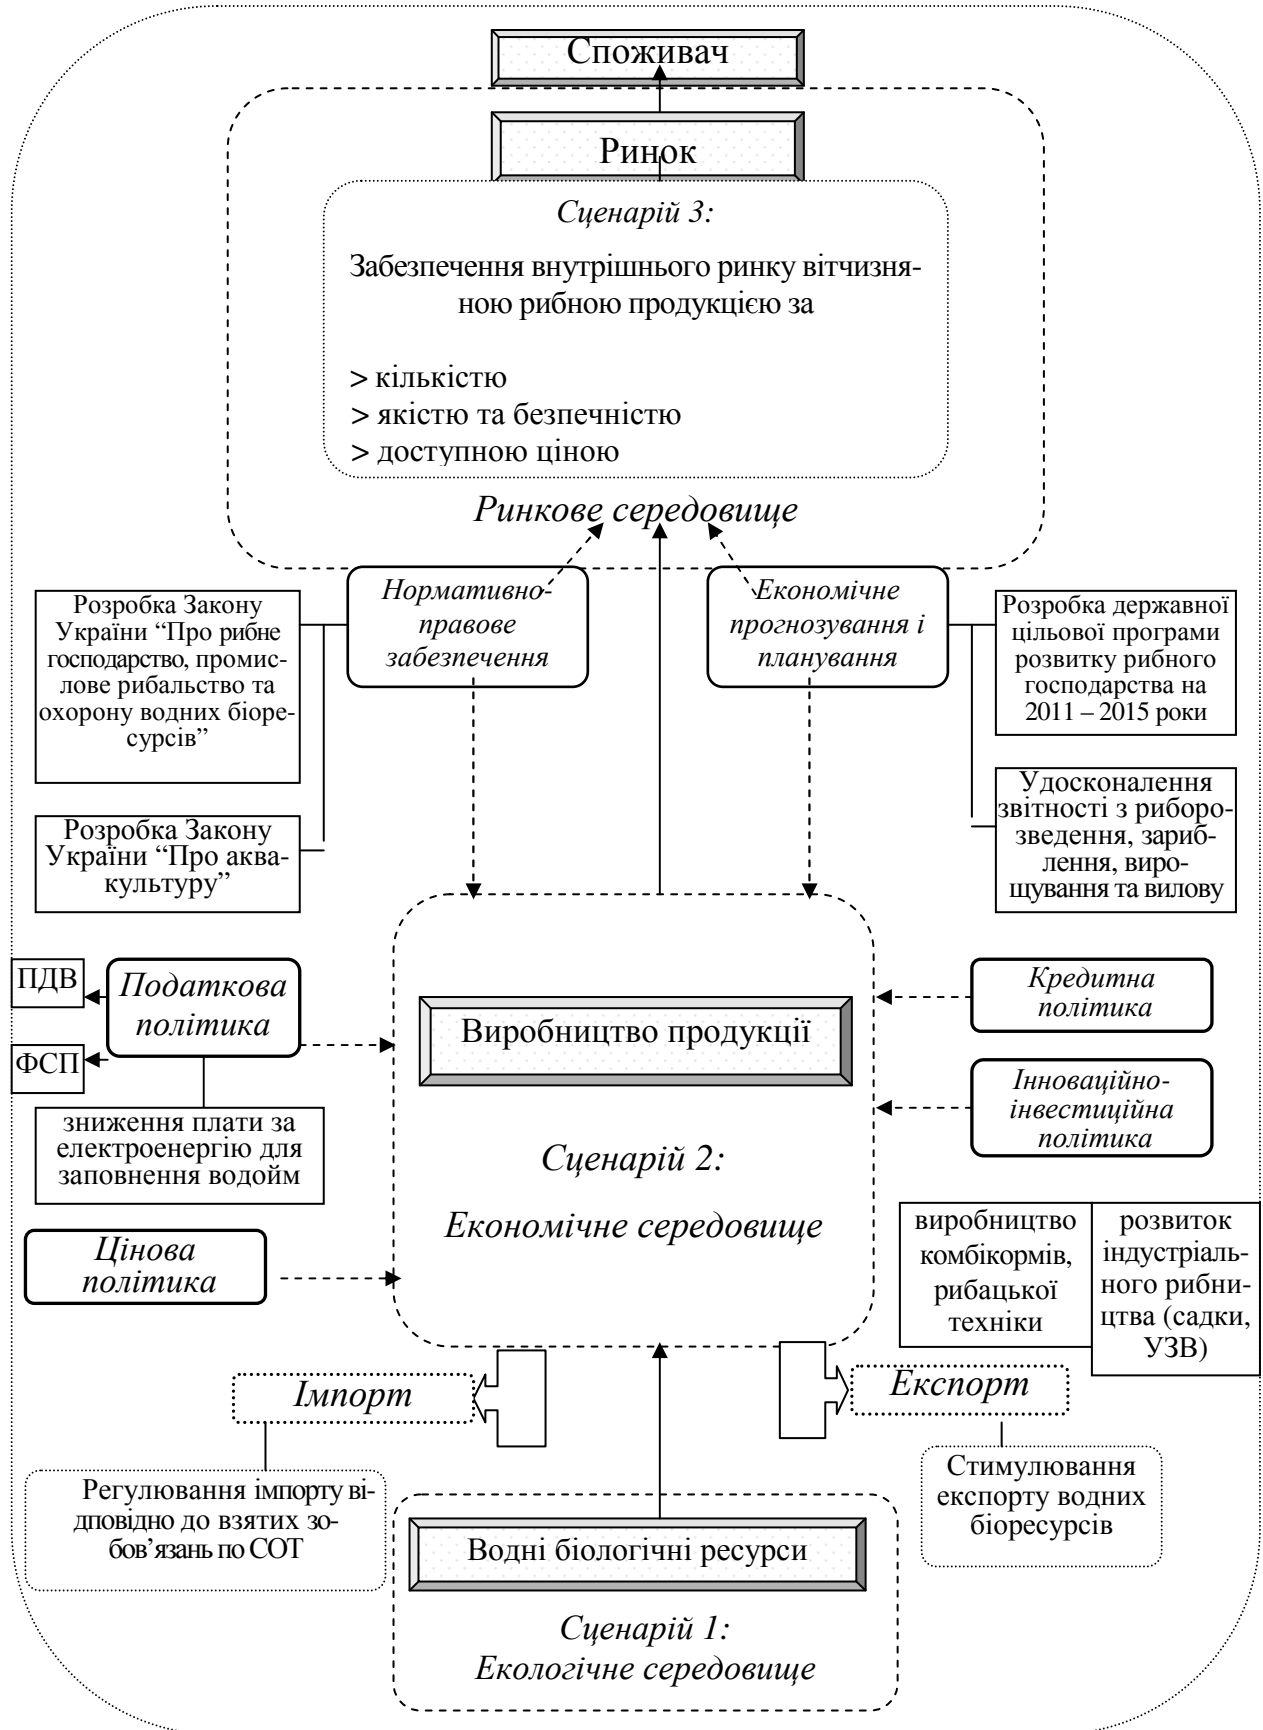 Споживач
Ринок
Сценарій 3:
Забезпечення внутрішнього ринку вітчизня-
ною рибною продукцією за
> кількістю
> якістю та безпечністю
> доступною ціною
Ринкове середовище
Нормативно-
правове
забезпечення
Економічне
прогнозування і
планування
Розробка Закону
України “Про рибне
господарство, промис-
лове рибальство та
охорону водних біоре-
сурсів”
Розробка Закону
України “Про аква-
культуру”
Розробка державної
цільової програми
розвитку рибного
господарства на
2011 – 2015 роки
Удосконалення
звітності з риборо-
зведення, зариб-
лення, виро-
щування та вилову
ПДВ
ФСП
Податкова
політика
зниження плати за
електроенергію для
заповнення водойм
Цінова
політика
Виробництво продукції
Сценарій 2:
Економічне середовище
Кредитна
політика
Інноваційно-
інвестиційна
політика
виробництво
комбікормів,
рибацької
техніки
розвиток
індустріаль-
ного рибни-
цтва (садки,
УЗВ)
Імпорт
Експорт
Регулювання імпорту ві-
дповідно до взятих зо-
бов’язань по СОТ
Стимулювання
експорту водних
біоресурсів
Водні біологічні ресурси
Сценарій 1:
Екологічне середовище